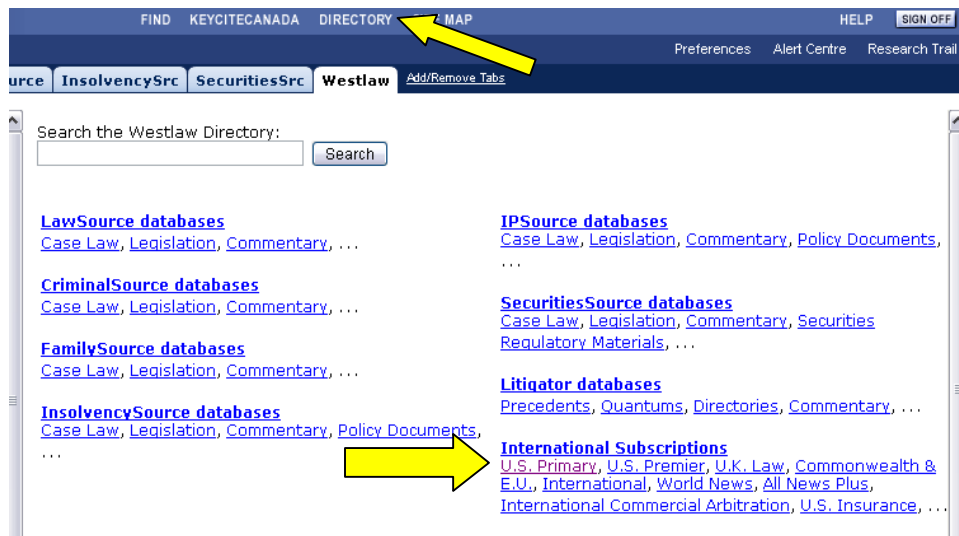 FIND KEYCITECANADA DIRECTORY MAP HELP SIGN OFF
Preferences Alert Centre Research Trail
urce InsolvencySrc SecuritiesSrc Westlaw Add/Remove Tabs
Search the Westlaw Directory:
Search
LawSource databases
Case Law, Legislation, Commentary, ...
CriminalSource databases
Case Law, Legislation, Commentary, ...
FamilySource databases
Case Law, Legislation, Commentary, ...
InsolvencySource databases
Case Law, Legislation, Commentary, Policy Documents,
...
IPSource databases
Case Law, Legislation, Commentary, Policy Documents,
...
SecuritiesSource databases
Case Law, Legislation, Commentary, Securities
Regulatory Materials, ...
Litigator databases
Precedents, Quantums, Directories, Commentary, ...
International Subscriptions
U.S. Primary, U.S. Premier, U.K. Law, Commonwealth &
E.U., International, World News, All News Plus,
International Commercial Arbitration, U.S. Insurance, ...